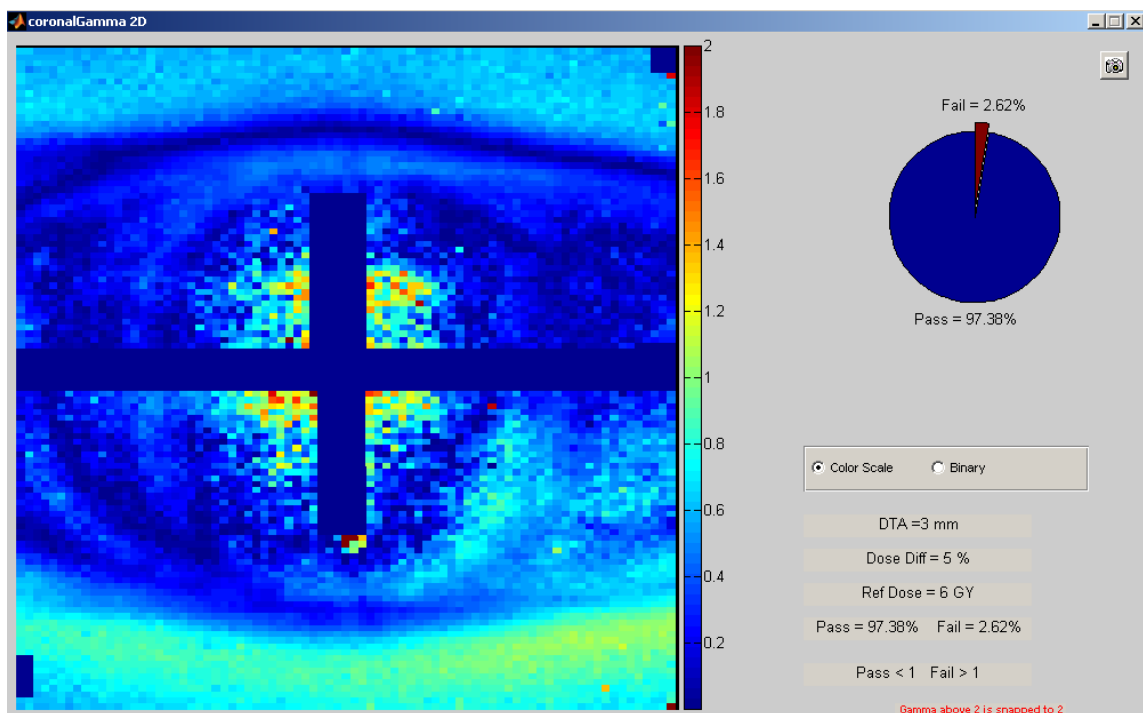 coronalGamma 2D
2
1.8
1.6
1.4
1.2
1
0.8
0.6
0.4
0.2
Fail = 2.62%
Pass = 97.38%
Color Scale Binary
DTA =3 mm
Dose Diff = 5 %
Ref Dose = 6 GY
Pass = 97.38% Fail = 2.62%
Pass < 1 Fail > 1
Gamma above 2 is snapped to 2